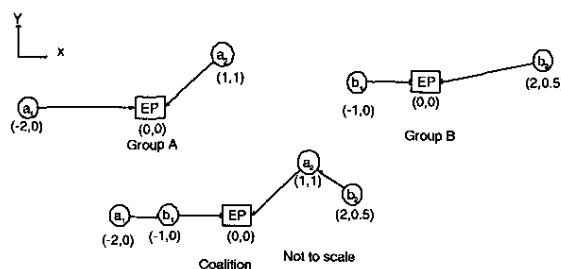 Y
x
a₂
(1,1)
a₁
EP
(-2,0)
(0,0)
Group A
b₂
(2,0.5)
b₁
EP
(-1,0)
(0,0)
Group B
a₂
(1,1)
b₂
(2,0.5)
a₁
b₁
EP
(-2,0)
(-1,0)
(0,0)
Coalition
Not to scale